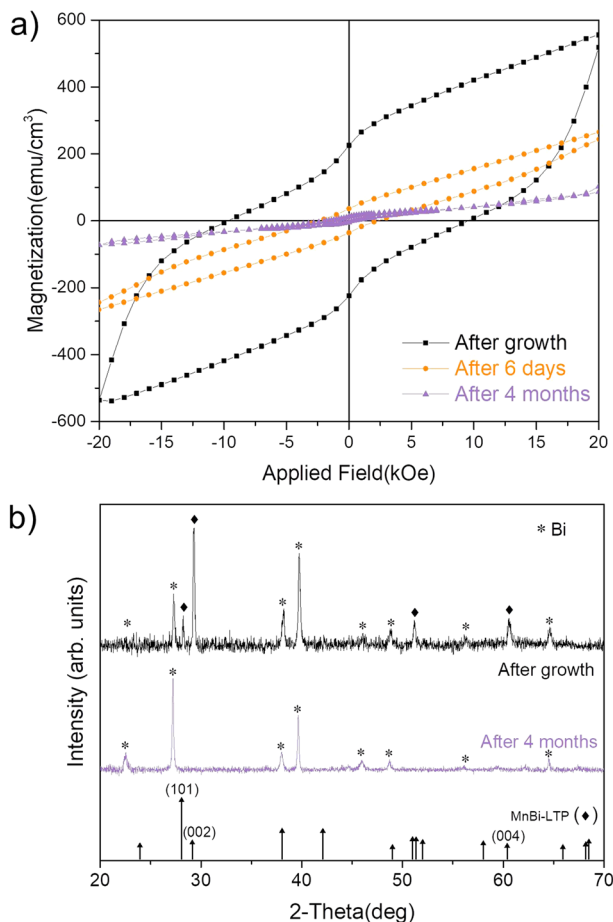 a)
600
400
200
0
-200
-400
-600
Magnetization(emu/cm³)
After growth
After 6 days
After 4 months
-20 -15 -10 -5 0 5 10 15 20
Applied Field(kOe)
b)
* Bi
Intensity (arb. units)
After growth
After 4 months
MnBi-LTP (♦)
(101)
(002)
(004)
20 30 40 50 60 70
2-Theta(deg)